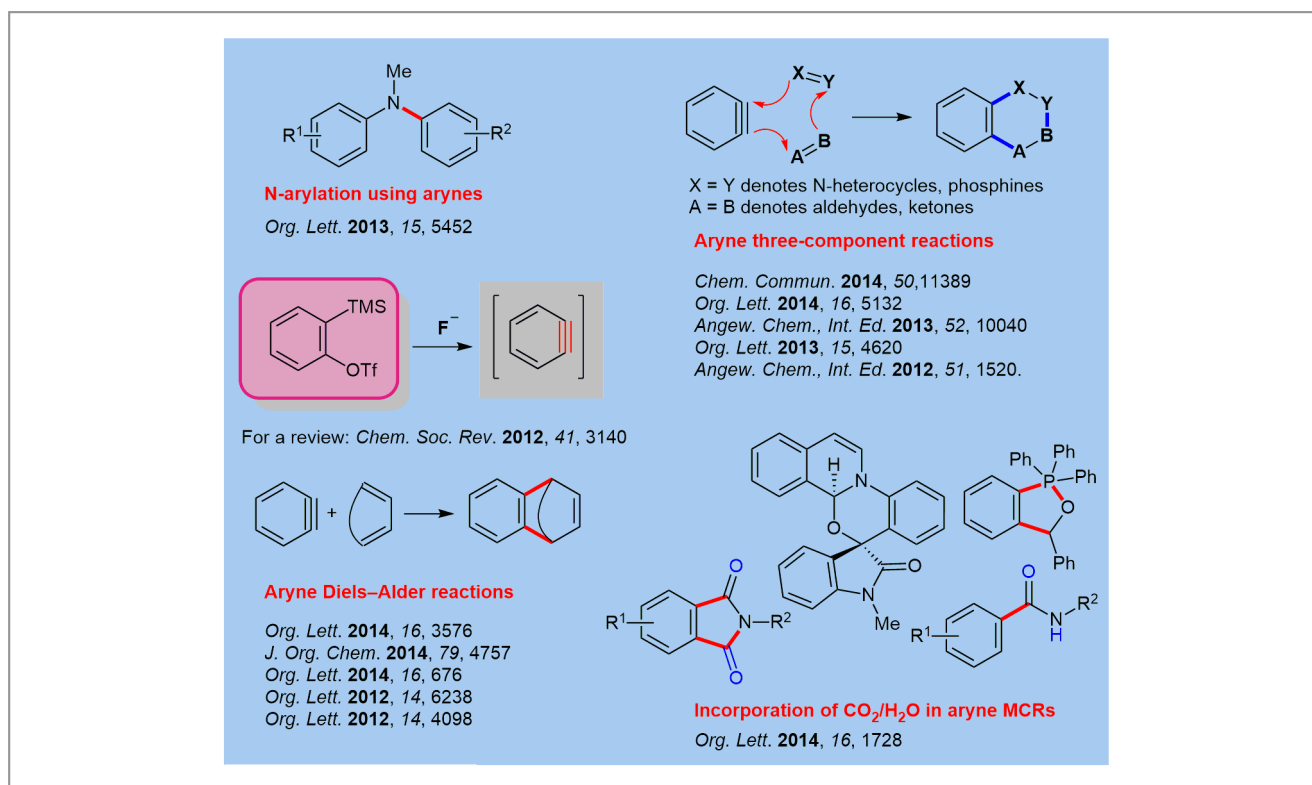 Me
N
R¹
R²
N-arylation using arynes
Org. Lett. 2013, 15, 5452
X
Y
B
A
X
Y
B
A
X = Y denotes N-heterocycles, phosphines
A = B denotes aldehydes, ketones
Aryne three-component reactions
Chem. Commun. 2014, 50,11389
Org. Lett. 2014, 16, 5132
Angew. Chem., Int. Ed. 2013, 52, 10040
Org. Lett. 2013, 15, 4620
Angew. Chem., Int. Ed. 2012, 51, 1520.
TMS
OTf
F⁻
For a review: Chem. Soc. Rev. 2012, 41, 3140
+
Aryne Diels–Alder reactions
Org. Lett. 2014, 16, 3576
J. Org. Chem. 2014, 79, 4757
Org. Lett. 2014, 16, 676
Org. Lett. 2012, 14, 6238
Org. Lett. 2012, 14, 4098
H
N
O
O
N
Me
Ph
Ph
Ph
P
O
Ph
O
R¹
N–R²
O
O
R¹
N
H
R²
Incorporation of CO₂/H₂O in aryne MCRs
Org. Lett. 2014, 16, 1728